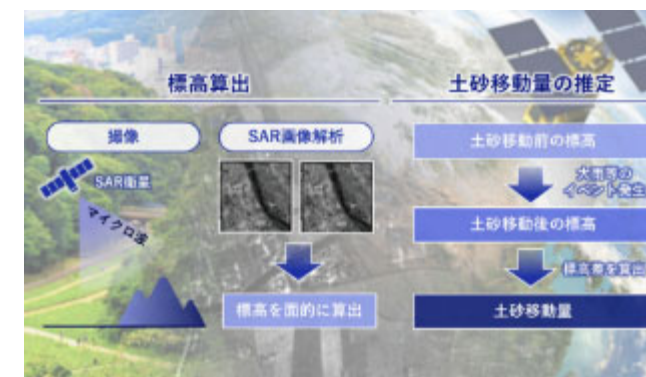 標高算出
撮像
SAR衛星
マイクロ波
SAR画像解析
標高を面的に算出
土砂移動量の推定
土砂移動前の標高
大雨等の
イベント発生
土砂移動後の標高
標高差を算出
土砂移動量